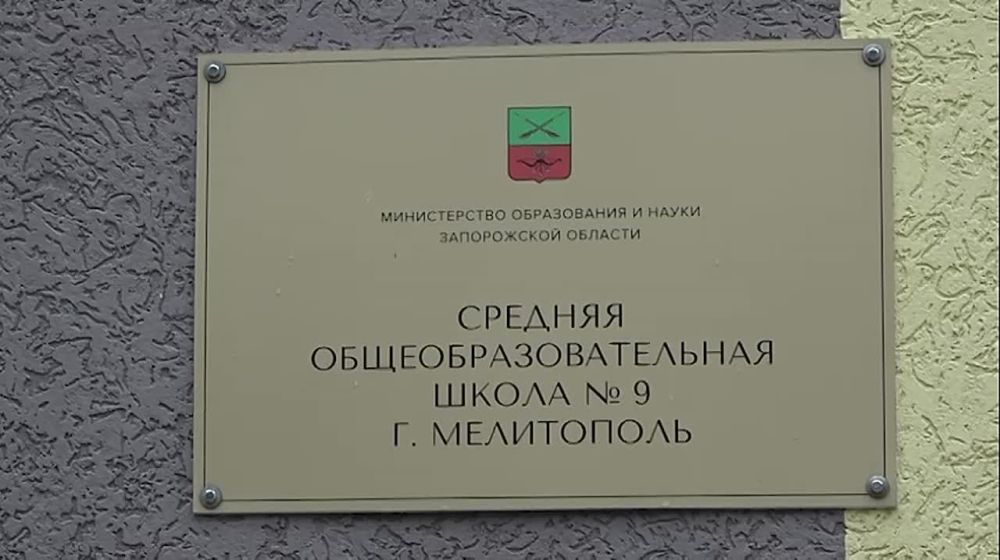 МИНИСТЕРСТВО ОБРАЗОВАНИЯ И НАУКИ
ЗАПОРОЖСКОЙ ОБЛАСТИ
СРЕДНЯЯ
ОБЩЕОБРАЗОВАТЕЛЬНАЯ
ШКОЛА № 9
Г. МЕЛИТОПОЛЬ